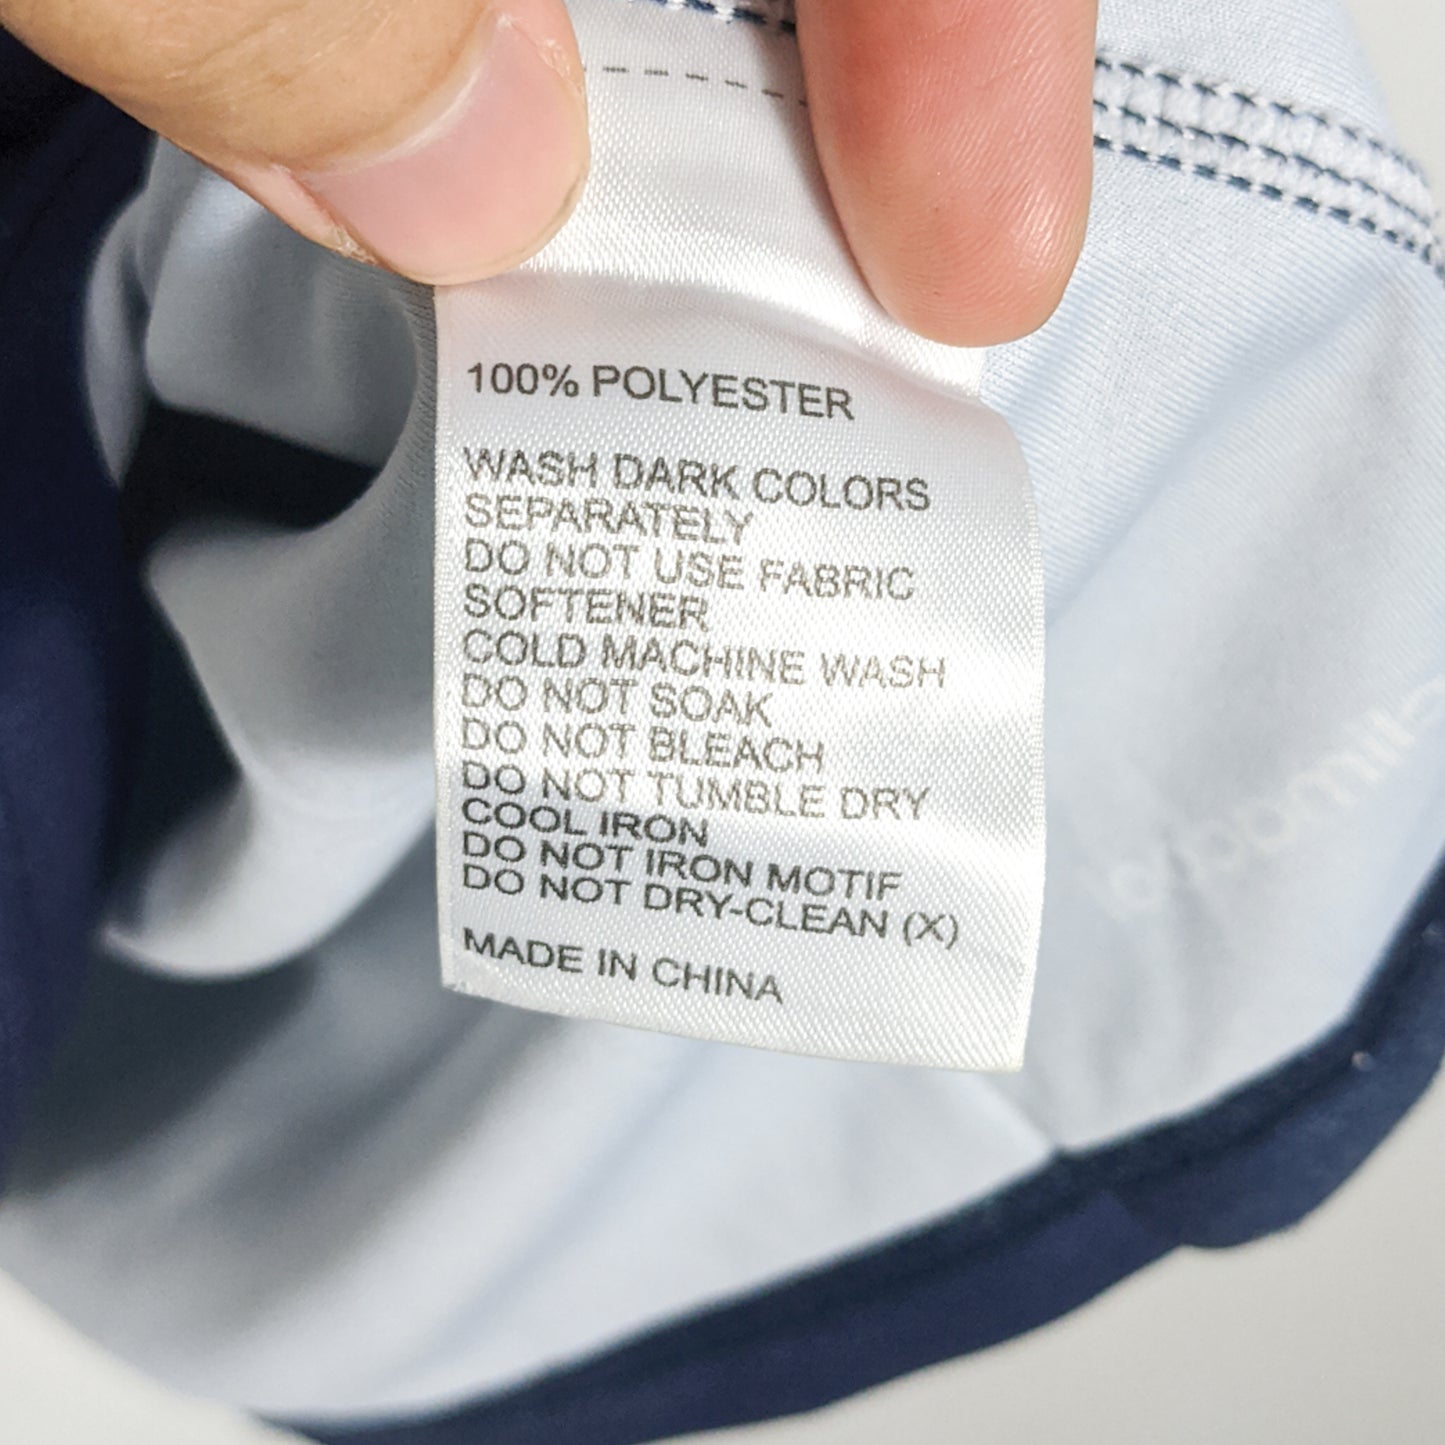 100% POLYESTER
WASH DARK COLORS
SEPARATELY
DO NOT USE FABRIC
SOFTENER
COLD MACHINE WASH
DO NOT SOAK
DO NOT BLEACH
DO NOT TUMBLE DRY
COOL IRON
DO NOT IRON MOTIF
DO NOT DRY-CLEAN (X)
MADE IN CHINA